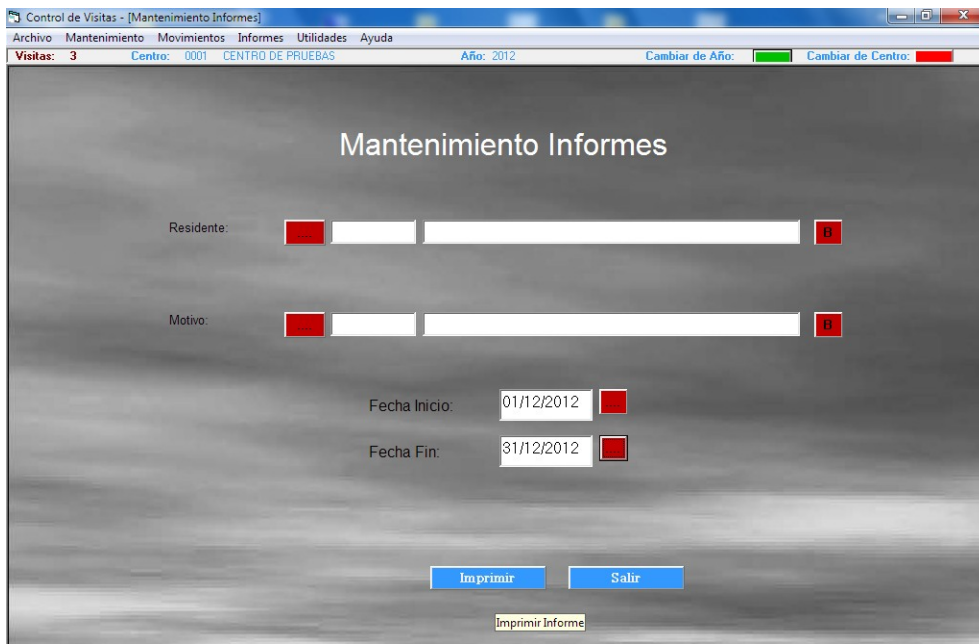 Control de Visitas - [Mantenimiento Informes]
Archivo Mantenimiento Movimientos Informes Utilidades Ayuda
Visitas: 3 Centro: 0001 CENTRO DE PRUEBAS Año: 2012 Cambiar de Año: Cambiar de Centro:
Mantenimiento Informes
Residente: .... B
Motivo: .... B
Fecha Inicio: 01/12/2012 ....
Fecha Fin: 31/12/2012 ....
Imprimir Salir
Imprimir Informe